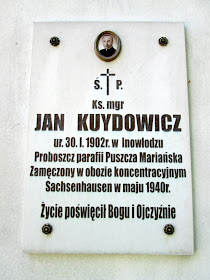 Ś. P.
Ks. mgr
JAN KUYDOWICZ
ur. 30. I. 1902r. w Inowłodzu
Proboszcz parafii Puszcza Mariańska
Zamęczony w obozie koncentracyjnym
Sachsenhausen w maju 1940r.
Życie poświęcił Bogu i Ojczyźnie